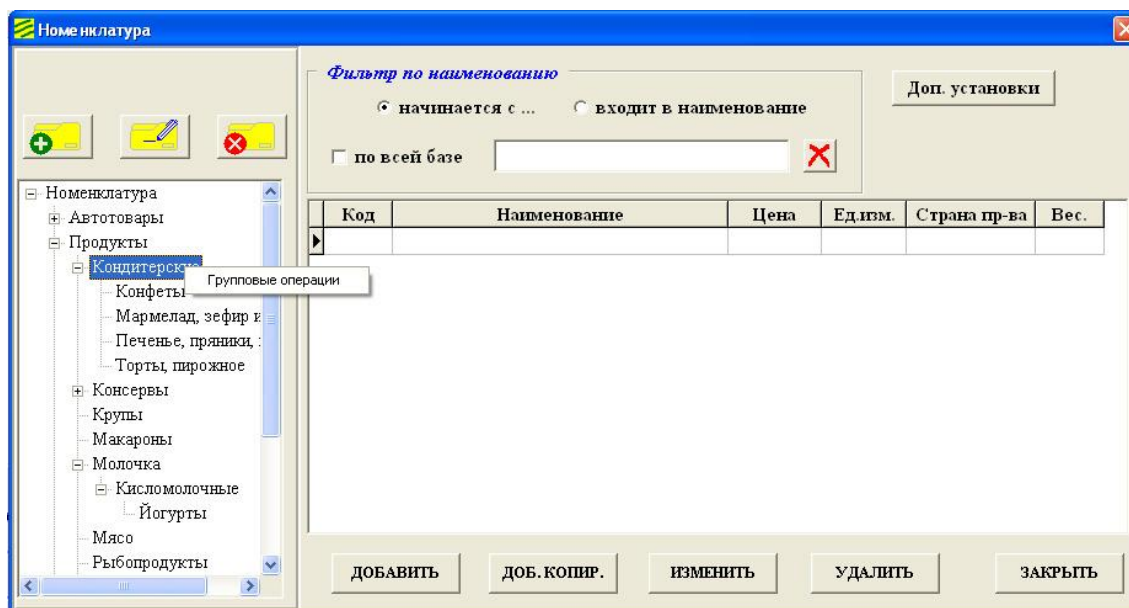 Номенклатура
Фильтр по наименованию
Доп. установки
начинается с ...
входит в наименование
по всей базе
Номенклатура
Автотовары
Продукты
Кондитерские
Групповые операции
Конфеты
Мармелад, зефир и
Печенье, пряники,
Торты, пирожное
Консервы
Крупы
Макароны
Молочка
Кисломолочные
Йогурты
Мясо
Рыбопродукты
Код Наименование Цена Ед.изм. Страна пр-ва Вес.
ДОБАВИТЬ ДОБ.КОПИР. ИЗМЕНИТЬ УДАЛИТЬ ЗАКРЫТЬ